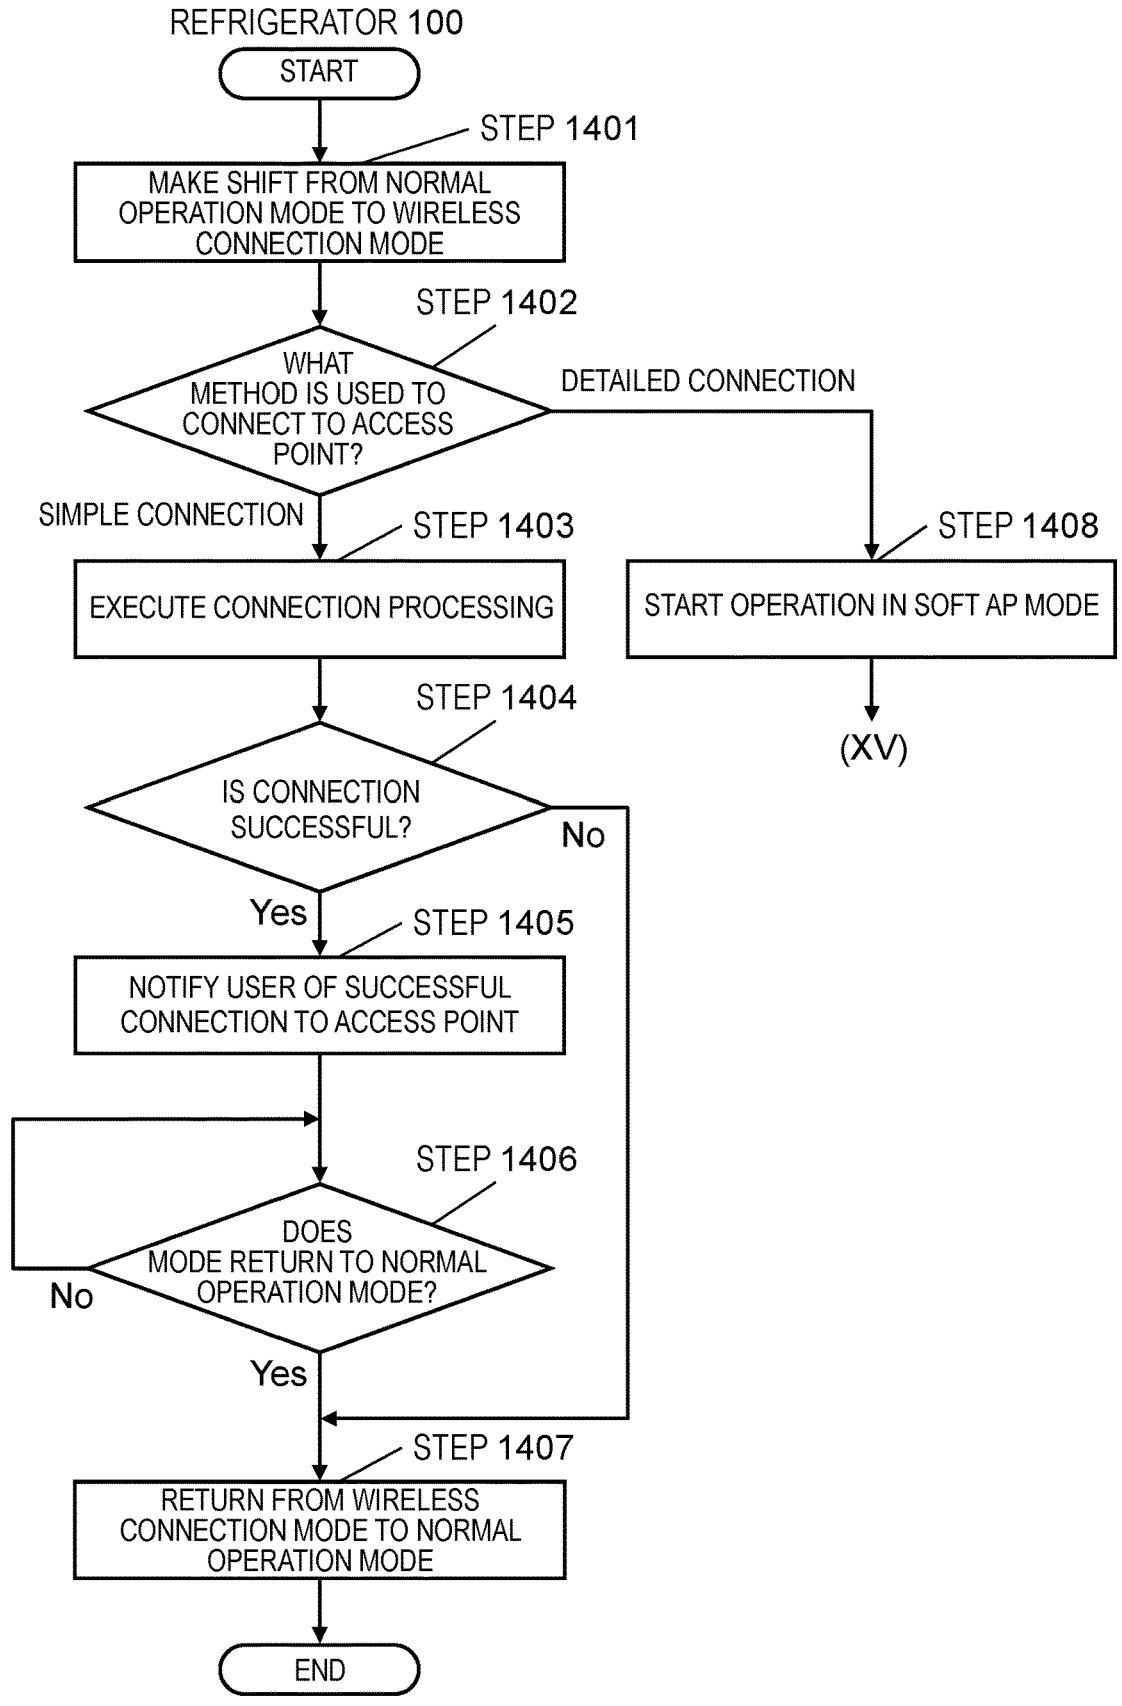 REFRIGERATOR 100
START
STEP 1401
MAKE SHIFT FROM NORMAL
OPERATION MODE TO WIRELESS
CONNECTION MODE
STEP 1402
WHAT
METHOD IS USED TO
CONNECT TO ACCESS
POINT?
DETAILED CONNECTION
SIMPLE CONNECTION
STEP 1403
EXECUTE CONNECTION PROCESSING
STEP 1408
START OPERATION IN SOFT AP MODE
(XV)
STEP 1404
IS CONNECTION
SUCCESSFUL?
No
Yes
STEP 1405
NOTIFY USER OF SUCCESSFUL
CONNECTION TO ACCESS POINT
STEP 1406
DOES
MODE RETURN TO NORMAL
OPERATION MODE?
No
Yes
STEP 1407
RETURN FROM WIRELESS
CONNECTION MODE TO NORMAL
OPERATION MODE
END